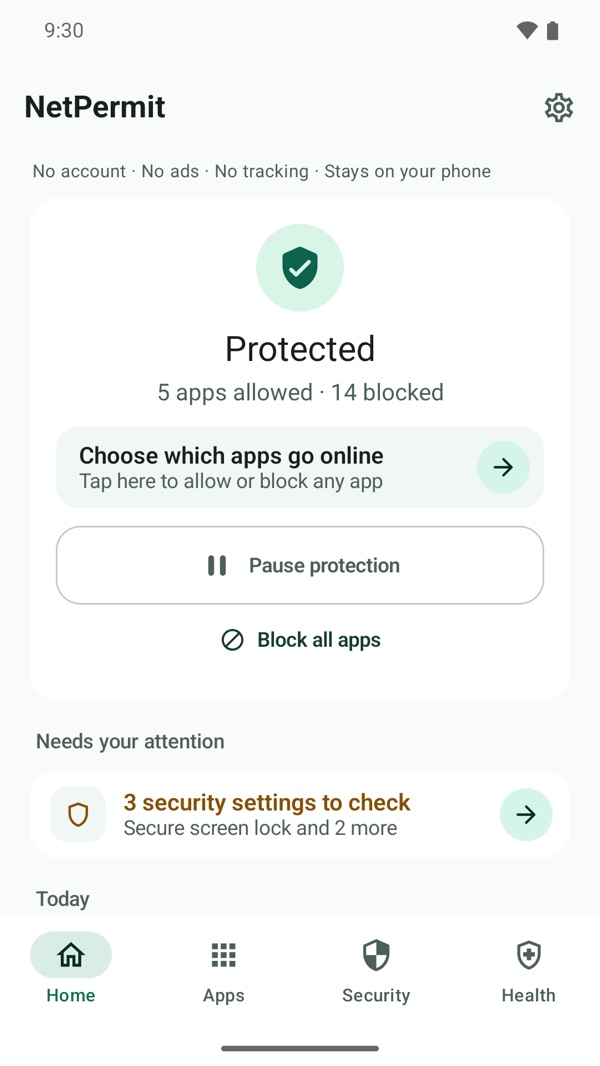 9:30
NetPermit
No account · No ads · No tracking · Stays on your phone
Protected
5 apps allowed · 14 blocked
Choose which apps go online
Tap here to allow or block any app
Pause protection
Block all apps
Needs your attention
3 security settings to check
Secure screen lock and 2 more
Today
Home
Apps
Security
Health